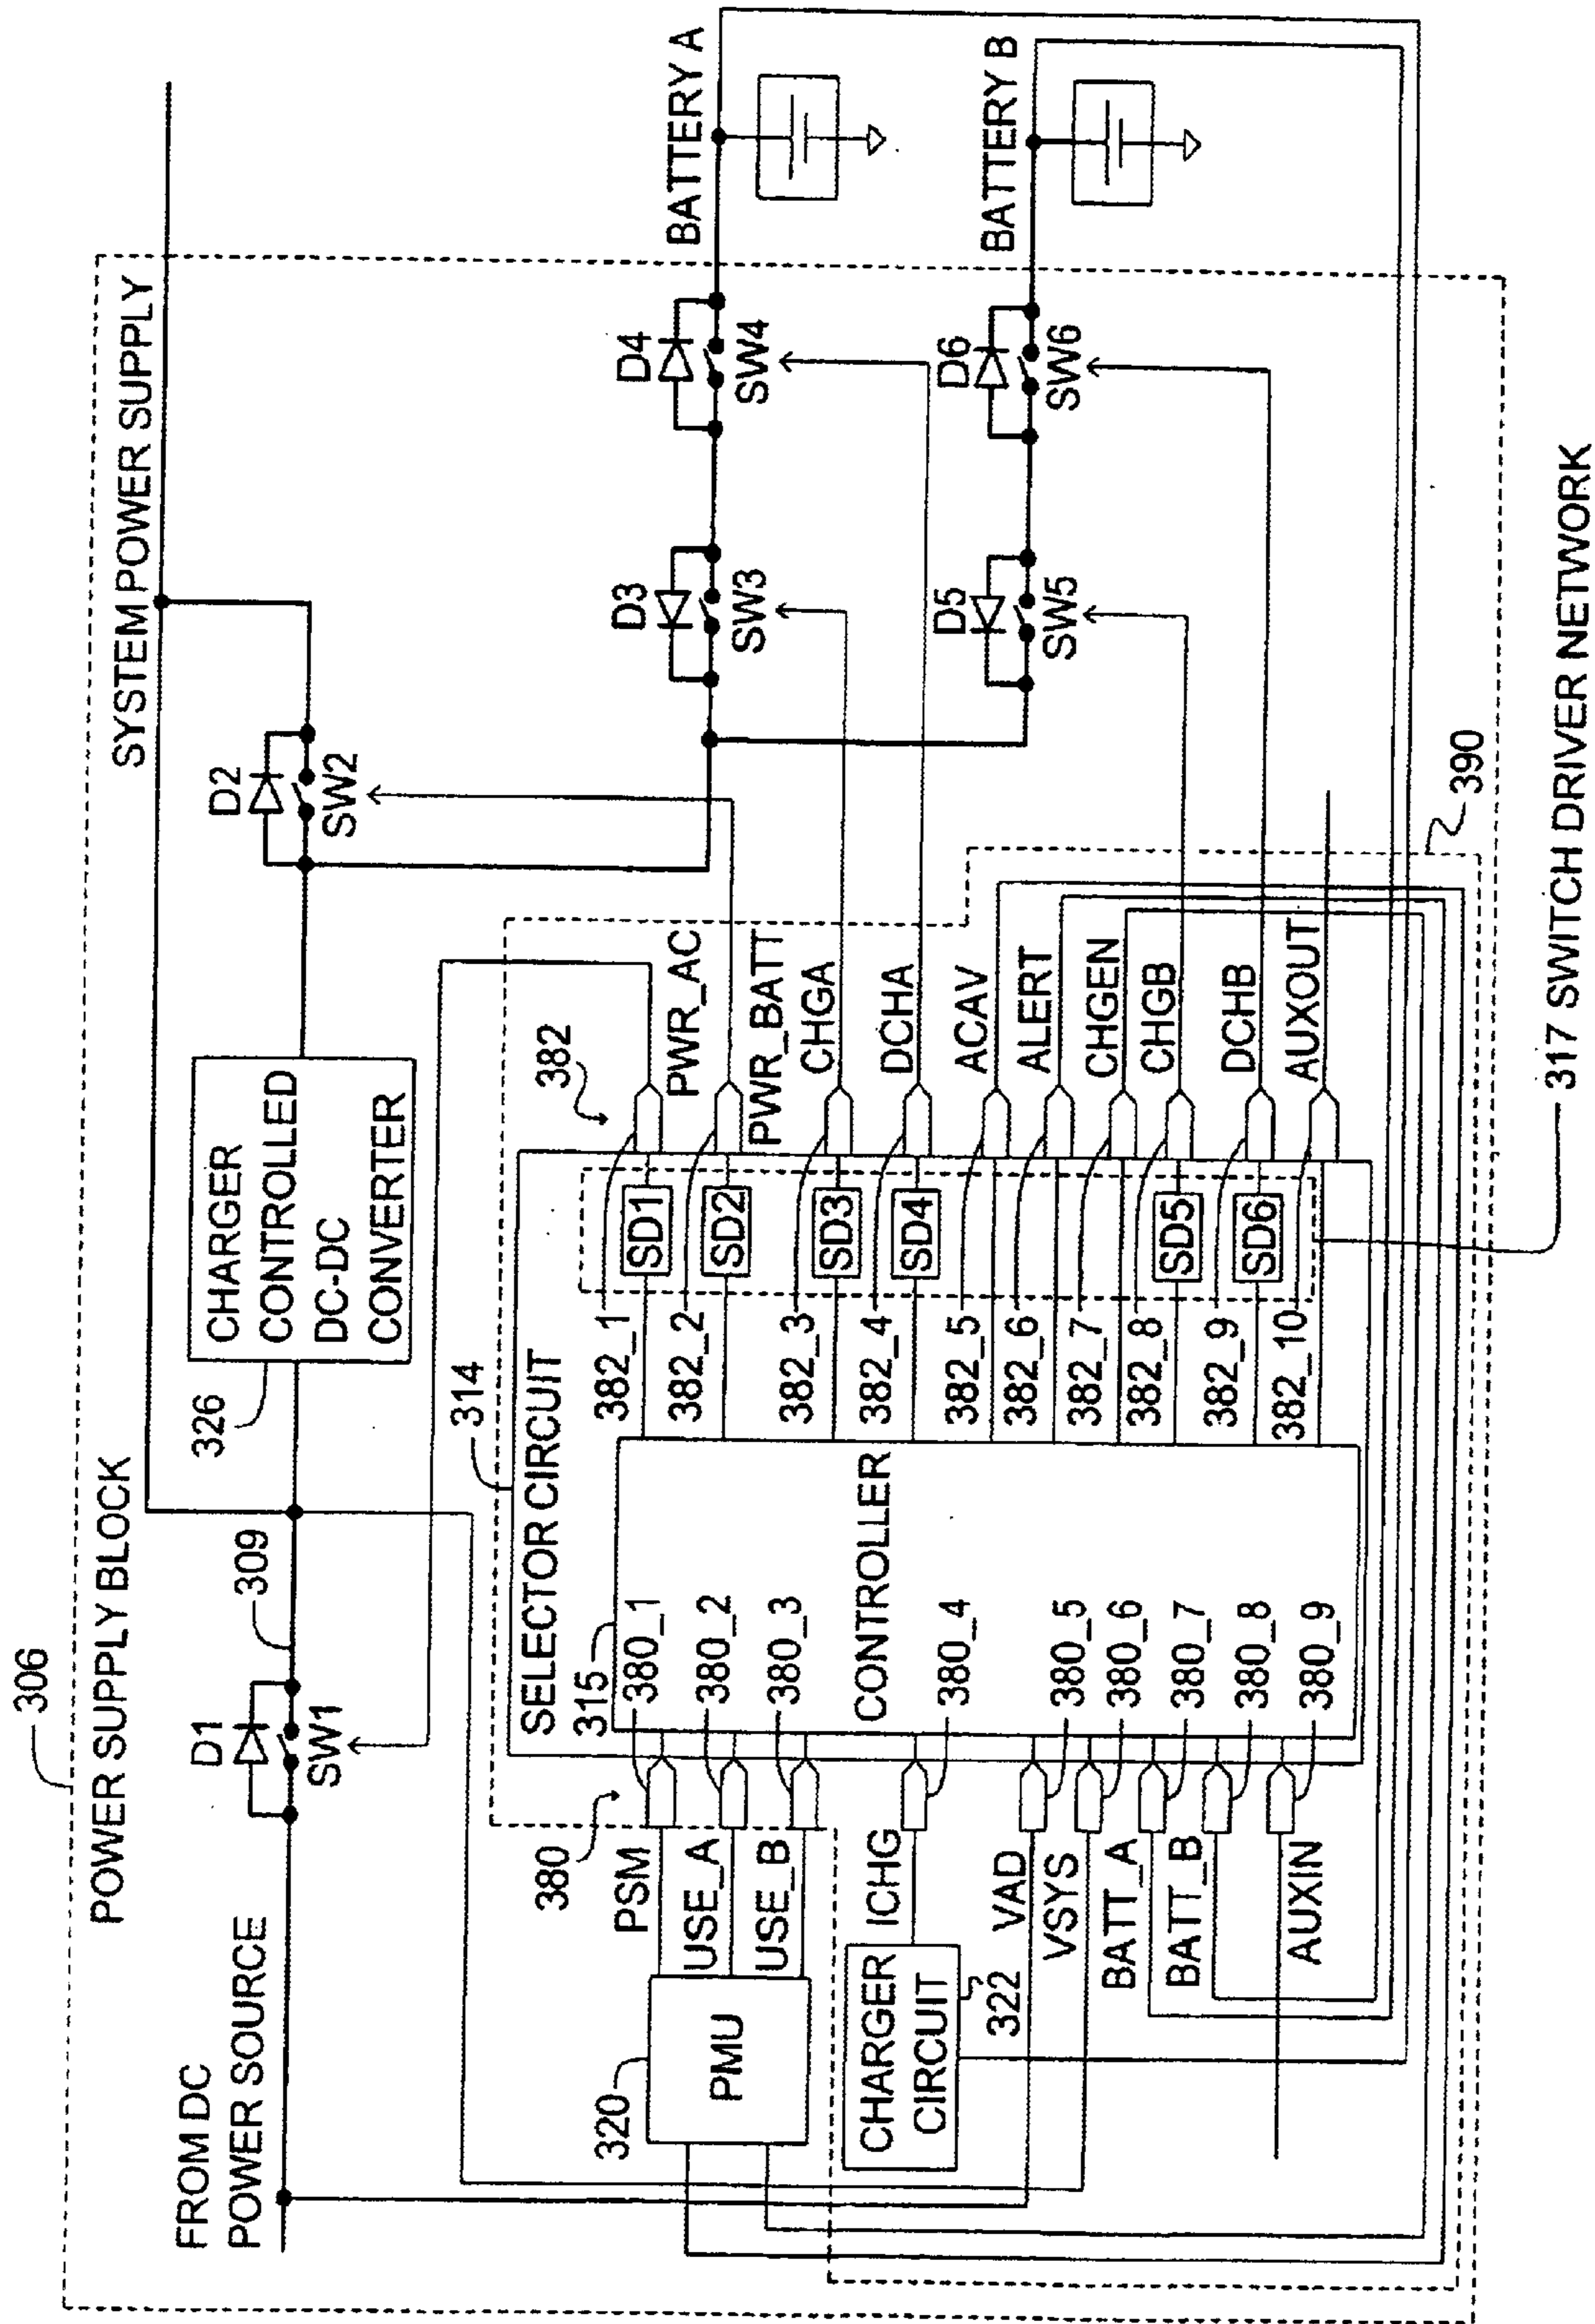 306
POWER SUPPLY BLOCK
SYSTEM POWER SUPPLY
FROM DC
POWER SOURCE
D1
SW1
309
326
CHARGER
CONTROLLED
DC-DC
CONVERTER
D2
SW2
D3
SW3
D4
SW4
BATTERY A
D5
SW5
D6
SW6
BATTERY B
320
PMU
380
PSM
USE_A
USE_B
CHARGER
CIRCUIT
322
ICHG
VAD
VSYS
BATT_A
BATT_B
AUXIN
314
SELECTOR CIRCUIT
315
CONTROLLER
380_1
380_2
380_3
380_4
380_5
380_6
380_7
380_8
380_9
382_1
382_2
382_3
382_4
382_5
382_6
382_7
382_8
382_9
382_10
SD1
SD2
SD3
SD4
SD5
SD6
382
PWR_AC
PWR_BATT
CHGA
DCHA
ACAV
ALERT
CHGEN
CHGB
DCHB
AUXOUT
390
317 SWITCH DRIVER NETWORK